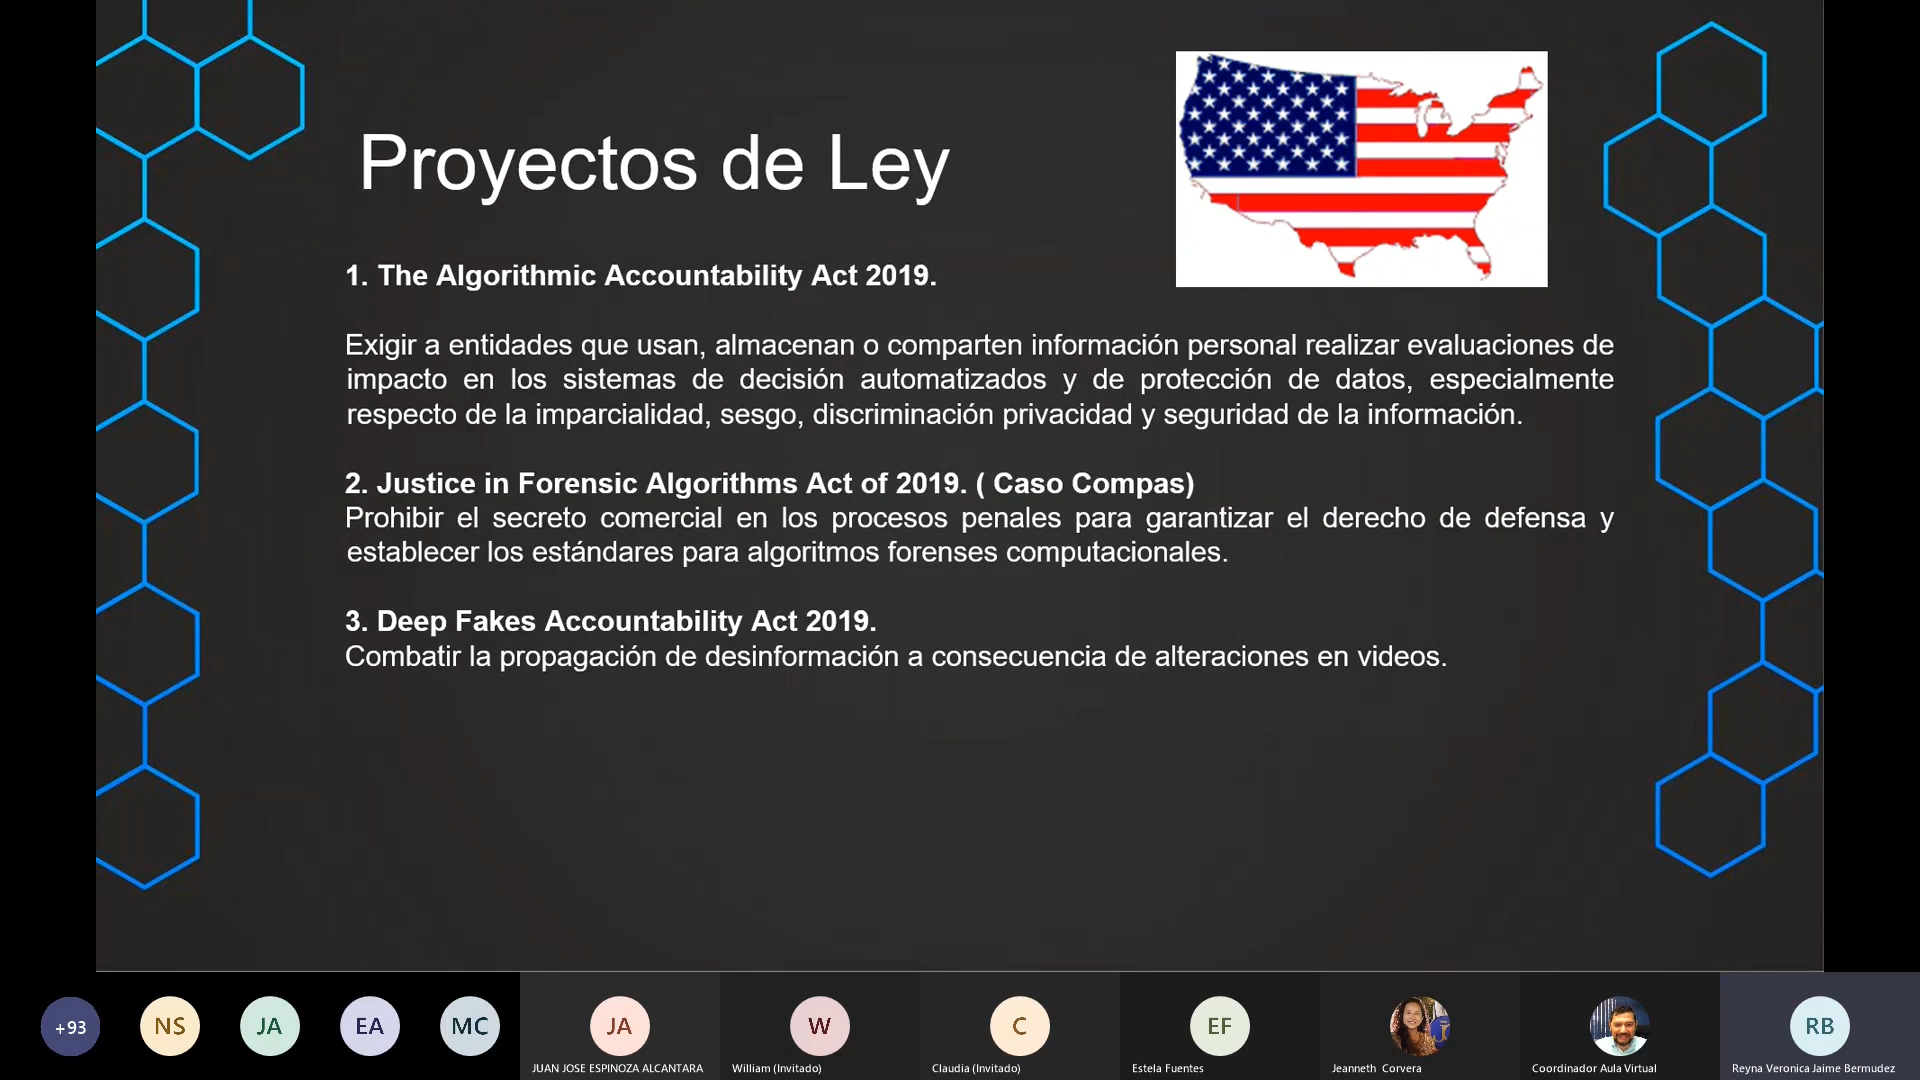 Proyectos de Ley
1. The Algorithmic Accountability Act 2019.
Exigir a entidades que usan, almacenan o comparten información personal realizar evaluaciones de
impacto en los sistemas de decisión automatizados y de protección de datos, especialmente
respecto de la imparcialidad, sesgo, discriminación privacidad y seguridad de la información.
2. Justice in Forensic Algorithms Act of 2019. ( Caso Compas)
Prohibir el secreto comercial en los procesos penales para garantizar el derecho de defensa y
establecer los estándares para algoritmos forenses computacionales.
3. Deep Fakes Accountability Act 2019.
Combatir la propagación de desinformación a consecuencia de alteraciones en videos.
+93
NS
JA
EA
MC
JA
W
C
EF
RB
JUAN JOSE ESPINOZA ALCANTARA
William (Invitado)
Claudia (Invitado)
Estela Fuentes
Jeanneth Corvera
Coordinador Aula Virtual
Reyna Veronica Jaime Bermudez